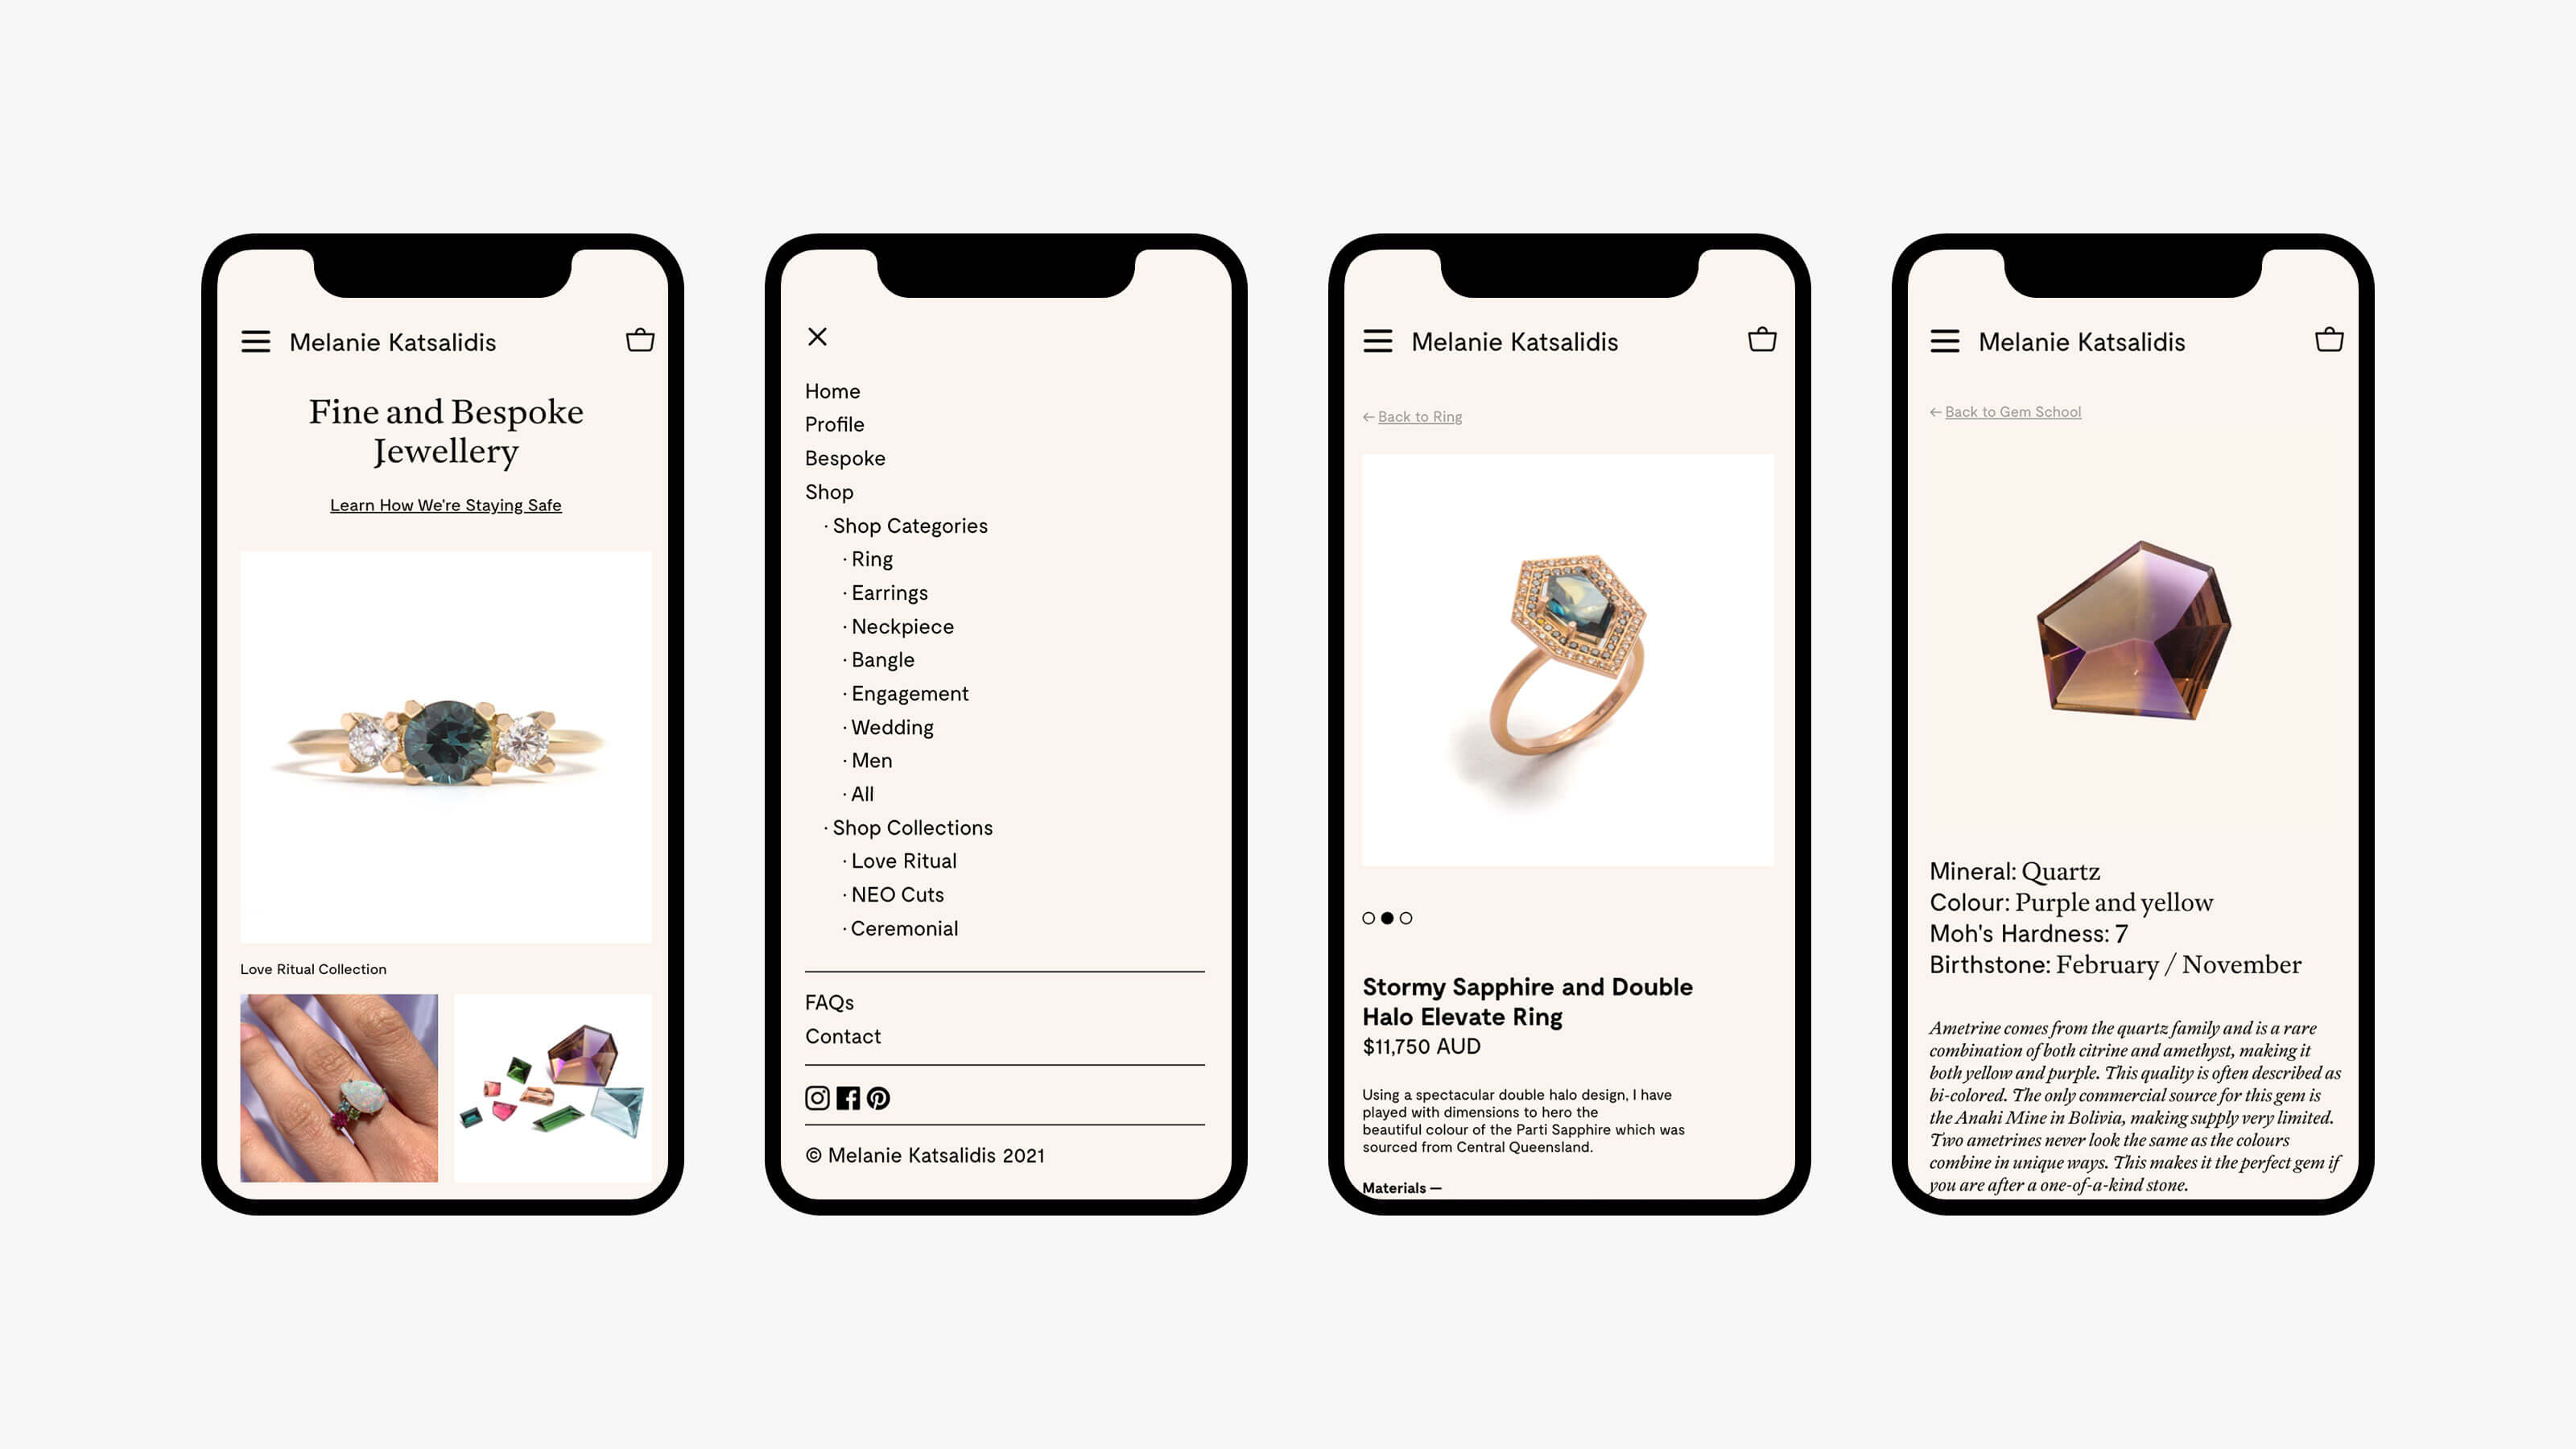 Melanie Katsalidis
Fine and Bespoke
Jewellery
Learn How We're Staying Safe
Love Ritual Collection
Home
Profile
Bespoke
Shop
· Shop Categories
· Ring
· Earrings
· Neckpiece
· Bangle
· Engagement
· Wedding
· Men
· All
· Shop Collections
· Love Ritual
· NEO Cuts
· Ceremonial
FAQs
Contact
© Melanie Katsalidis 2021
Melanie Katsalidis
← Back to Ring
Stormy Sapphire and Double
Halo Elevate Ring
$11,750 AUD
Using a spectacular double halo design, I have
played with dimensions to hero the
beautiful colour of the Parti Sapphire which was
sourced from Central Queensland.
Materials —
Melanie Katsalidis
← Back to Gem School
Mineral: Quartz
Colour: Purple and yellow
Moh's Hardness: 7
Birthstone: February / November
Ametrine comes from the quartz family and is a rare
combination of both citrine and amethyst, making it
both yellow and purple. This quality is often described as
bi-colored. The only commercial source for this gem is
the Anahi Mine in Bolivia, making supply very limited.
Two ametrines never look the same as the colours
combine in unique ways. This makes it the perfect gem if
you are after a one-of-a-kind stone.